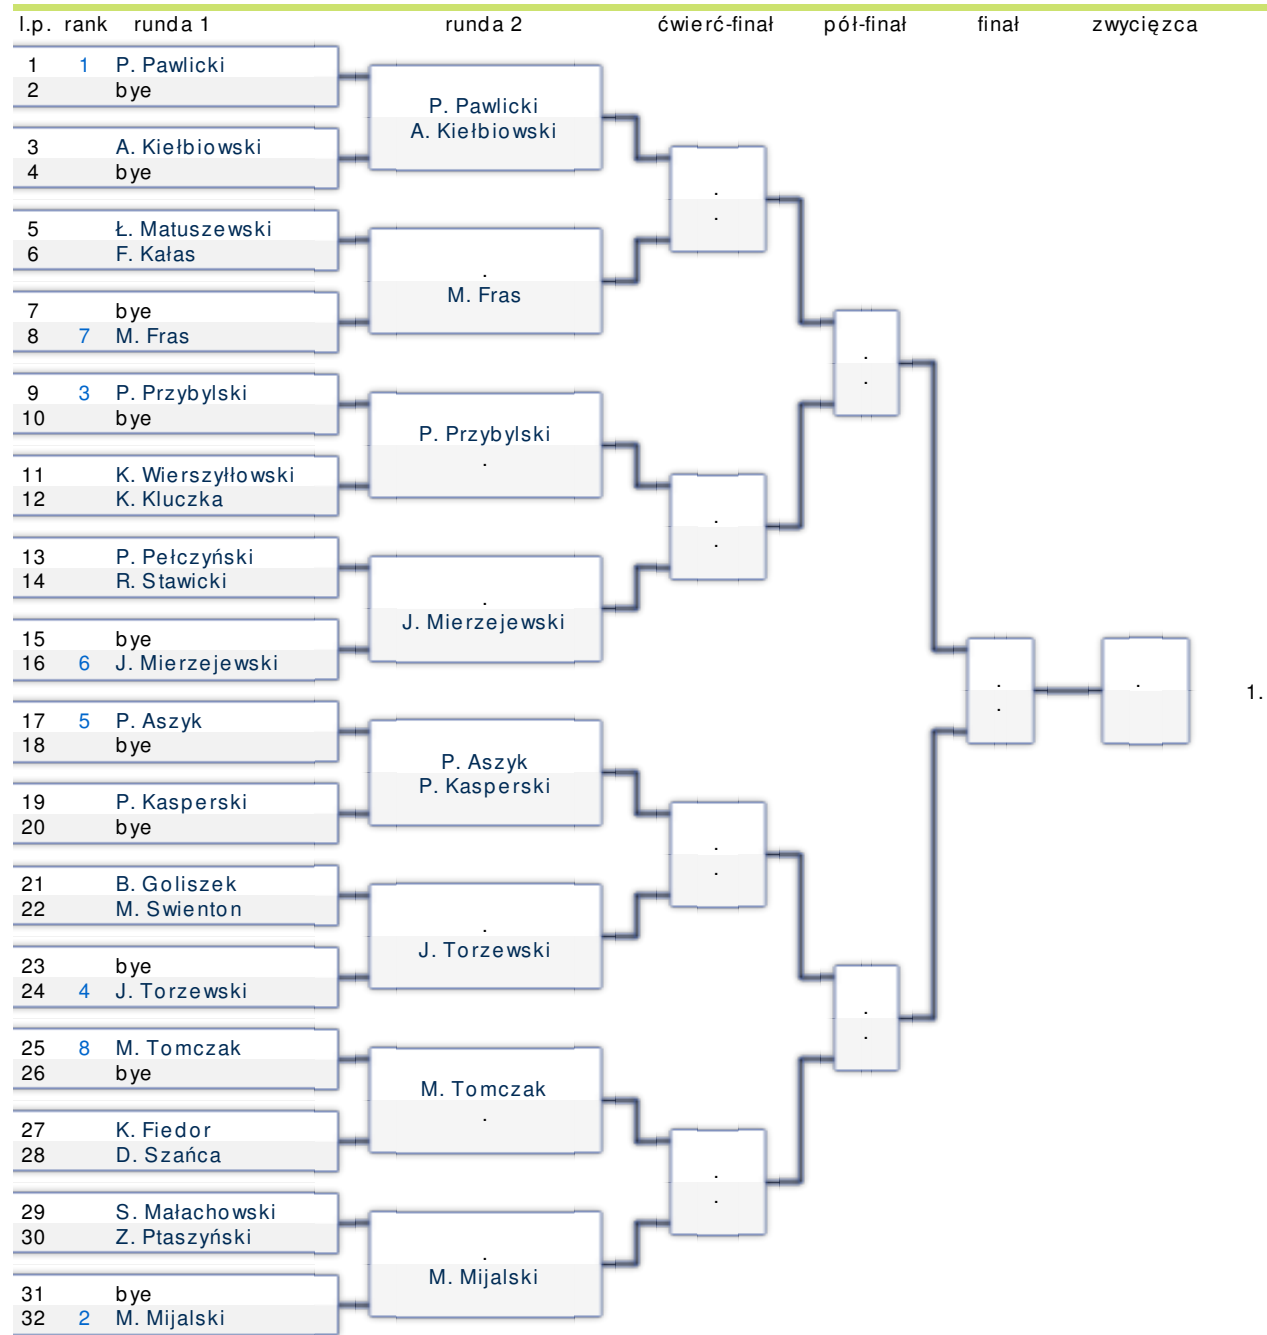 l.p. rank runda 1 runda 2 ćwierć-finał pół-finał finał zwycięzca
1 1 P. Pawlicki
2 bye
P. Pawlicki
A. Kiełbiowski
3 A. Kiełbiowski
4 bye
.
.
5 Ł. Matuszewski
6 F. Kałas
.
M. Fras
7 bye
8 7 M. Fras
.
.
9 3 P. Przybylski
10 bye
P. Przybylski
.
11 K. Wierszyłłowski
12 K. Kluczka
.
.
13 P. Pełczyński
14 R. Stawicki
.
J. Mierzejewski
15 bye
16 6 J. Mierzejewski
.
.
. 1.
17 5 P. Aszyk
18 bye
P. Aszyk
P. Kasperski
19 P. Kasperski
20 bye
.
.
21 B. Goliszek
22 M. Swienton
.
J. Torzewski
23 bye
24 4 J. Torzewski
.
.
25 8 M. Tomczak
26 bye
M. Tomczak
.
27 K. Fiedor
28 D. Szańca
.
.
29 S. Małachowski
30 Z. Ptaszyński
.
M. Mijalski
31 bye
32 2 M. Mijalski